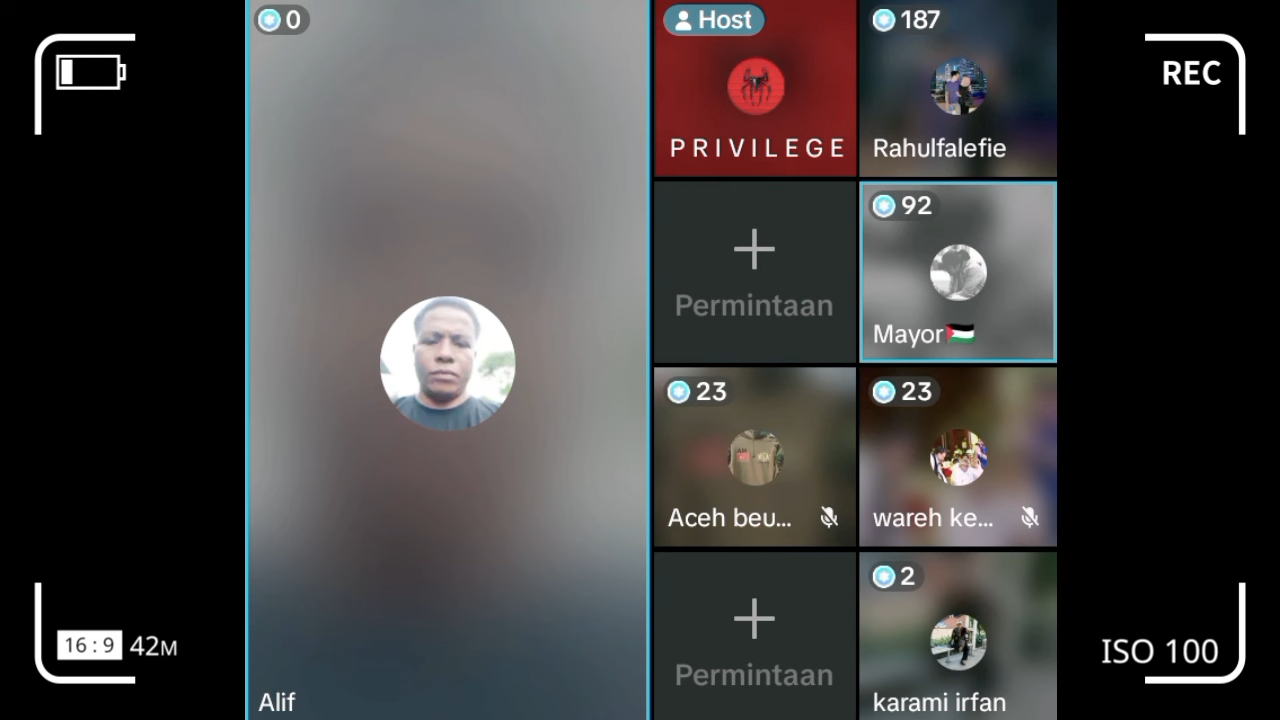 0
Host
187
REC
PRIVILEGE
Rahulfalefie
92
Permintaan
Mayor🇵🇸
23
23
Aceh beu...
wareh ke...
2
16:9 42M
ISO 100
Permintaan
Alif
karami irfan